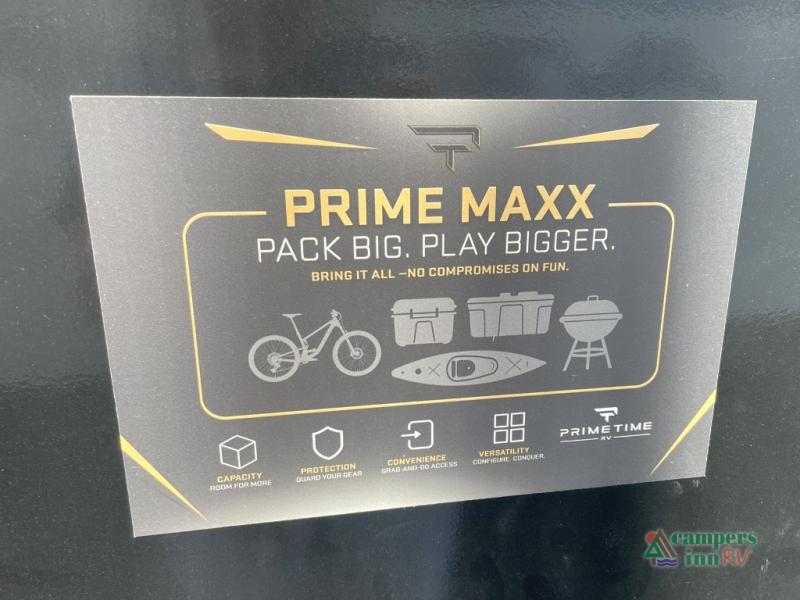 PRIME MAXX
PACK BIG. PLAY BIGGER.
BRING IT ALL –NO COMPROMISES ON FUN.
CAPACITY
ROOM FOR MORE
PROTECTION
GUARD YOUR GEAR
CONVENIENCE
GRAB-AND-GO ACCESS
VERSATILITY
CONFIGURE. CONQUER.
PRIME TIME
RV
campers
inn RV